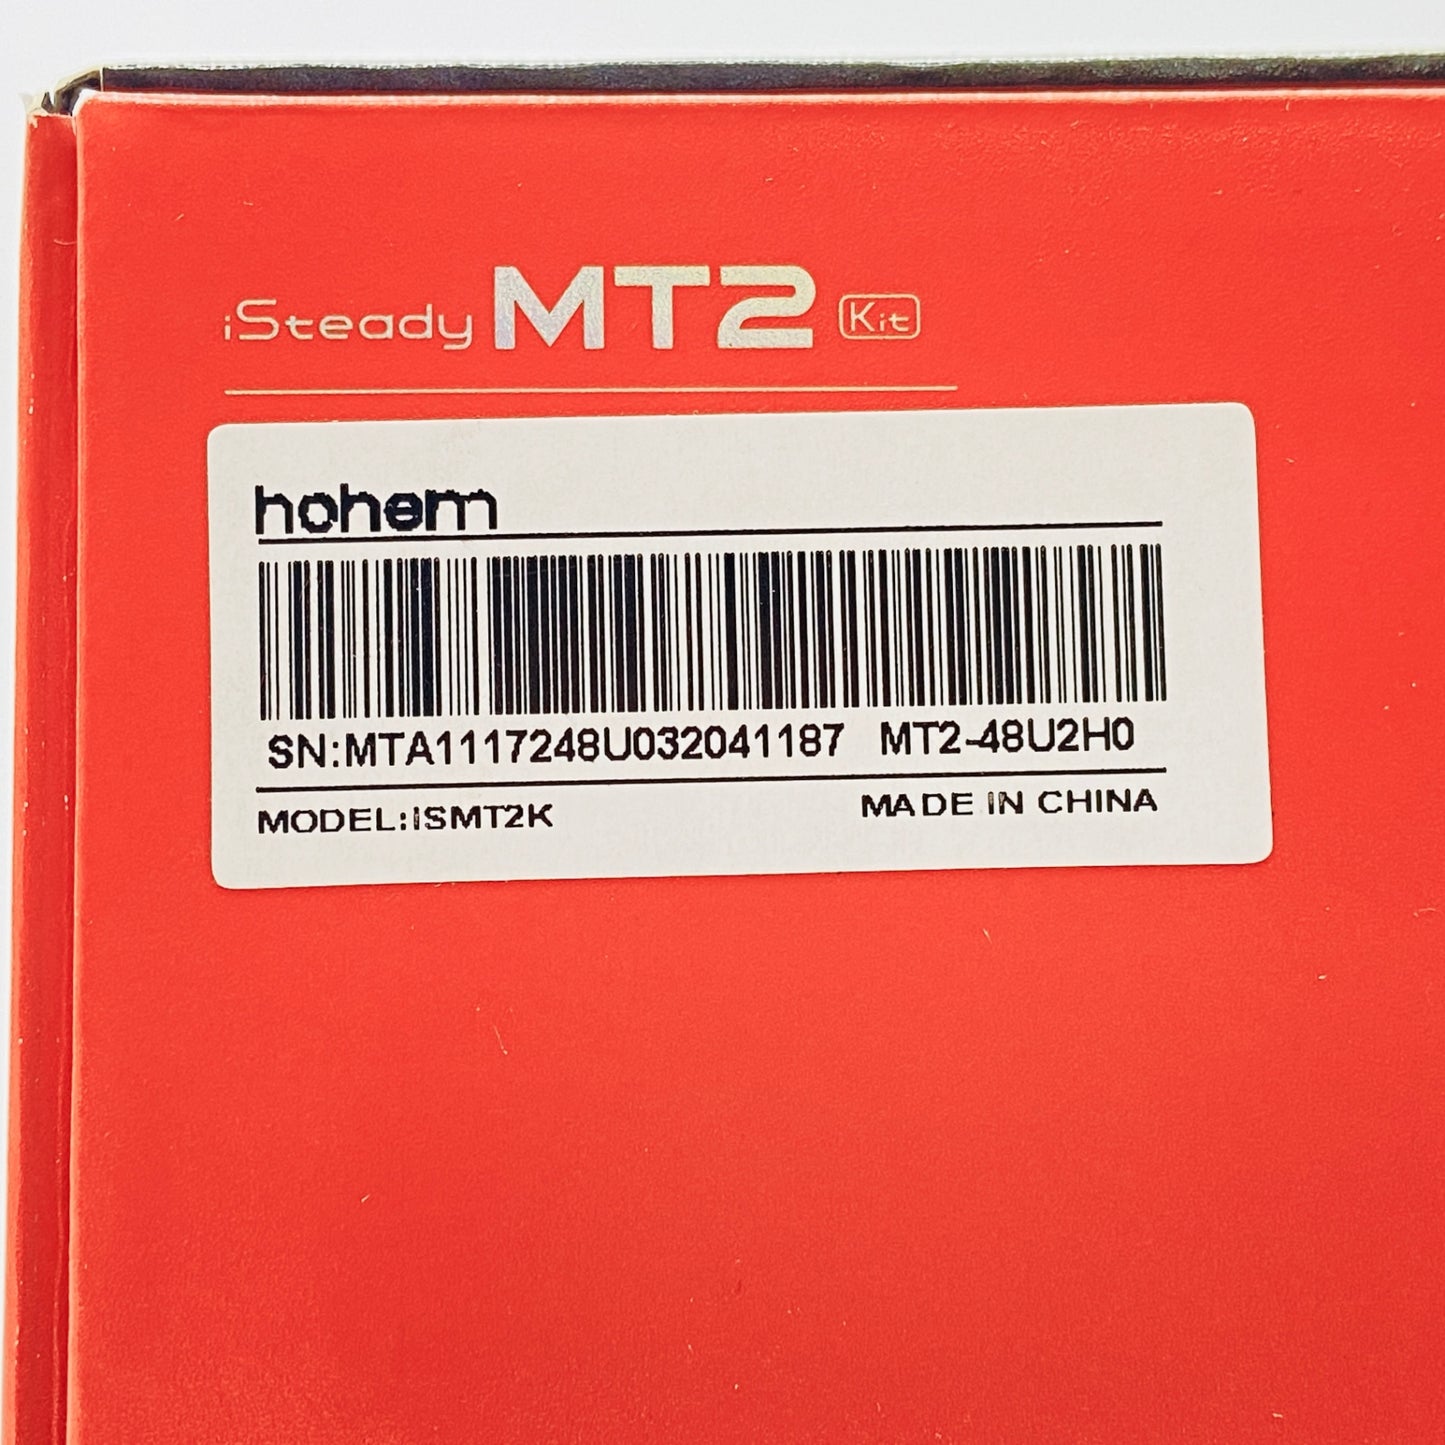 iSteady MT2 Kit
hohem
SN:MTA1117248U032041187 MT2-48U2H0
MODEL:iSMT2K MADE IN CHINA